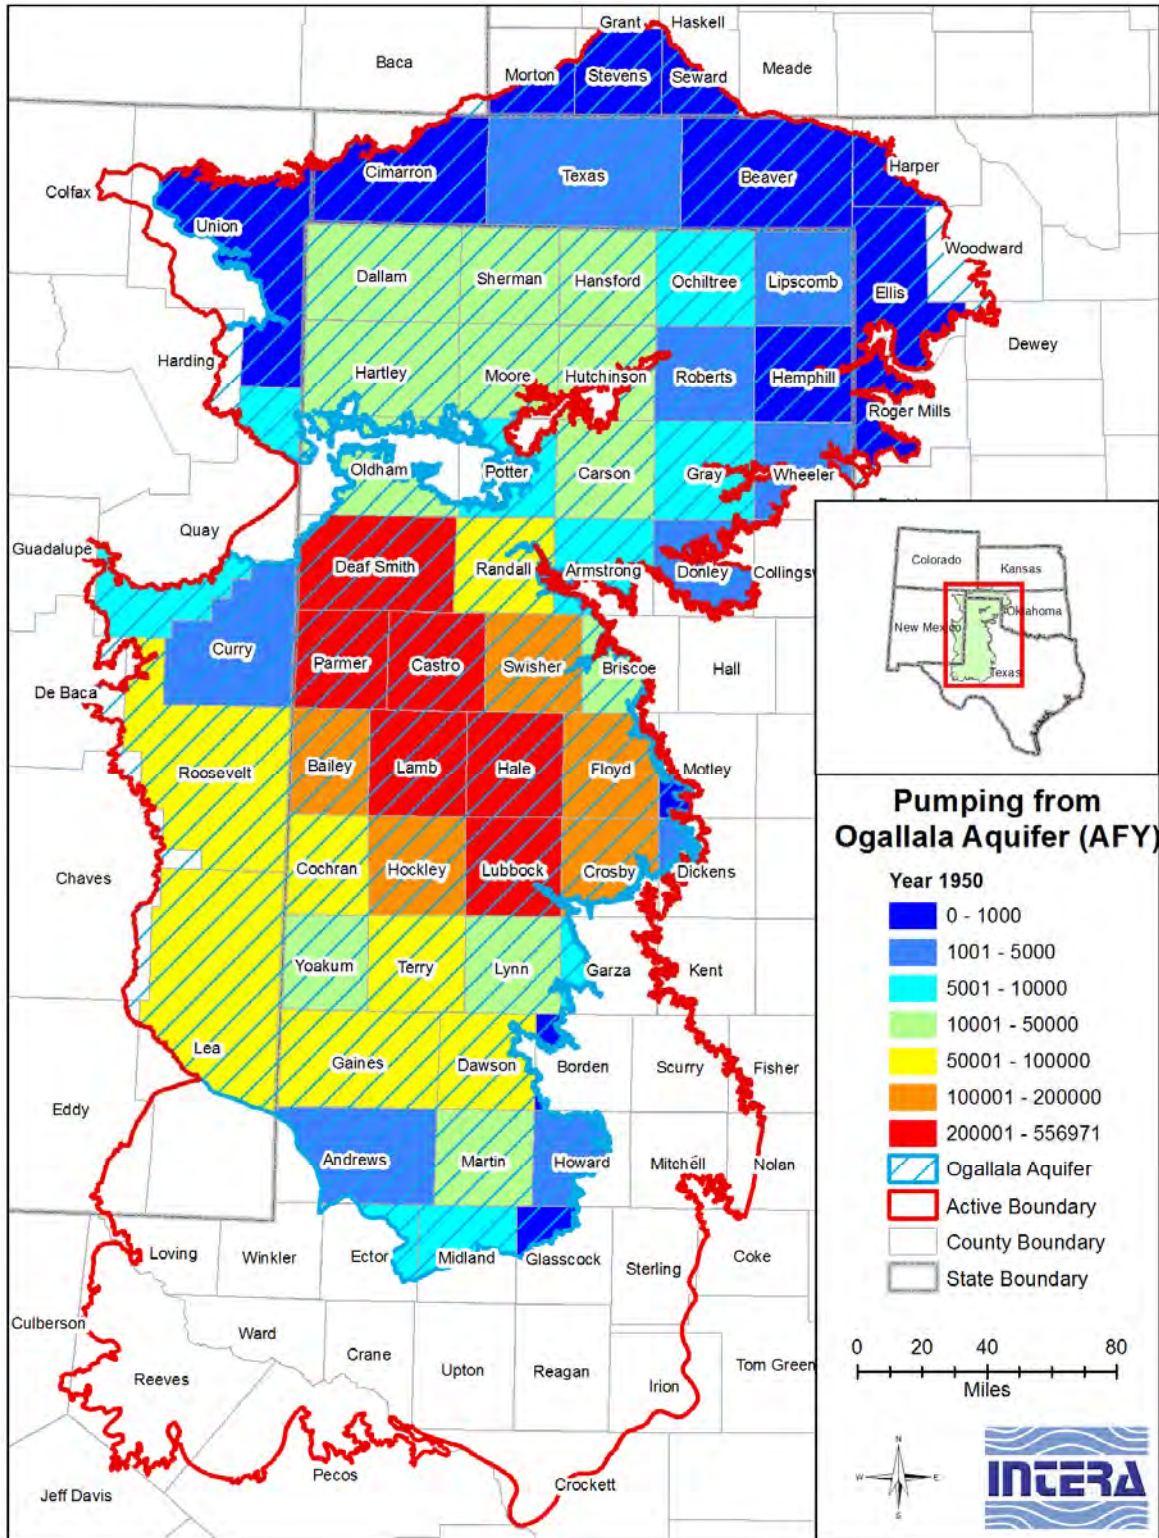 Grant
Haskell
Baca
Morton
Stevens
Seward
Meade
Colfax
Cimarron
Texas
Beaver
Harper
Union
Woodward
Dallam
Sherman
Hansford
Ochiltree
Lipscomb
Ellis
Harding
Dewey
Hartley
Moore
Hutchinson
Roberts
Hemphill
Roger Mills
Oldham
Potter
Carson
Gray
Wheeler
Quay
Guadalupe
Deaf Smith
Randall
Armstrong
Donley
Collingsw
Curry
Parmer
Castro
Swisher
Briscoe
Hall
De Baca
Roosevelt
Bailey
Lamb
Hale
Floyd
Motley
Chaves
Cochran
Hockley
Lubbock
Crosby
Dickens
Yoakum
Terry
Lynn
Garza
Kent
Lea
Gaines
Dawson
Borden
Scurry
Fisher
Eddy
Andrews
Martin
Howard
Mitchell
Nolan
Loving
Winkler
Ector
Midland
Glasscock
Sterling
Coke
Culberson
Ward
Crane
Upton
Reagan
Irion
Tom Green
Reeves
Pecos
Crockett
Jeff Davis
Colorado
Kansas
Oklahoma
New Mexico
Texas
Pumping from
Ogallala Aquifer (AFY)
Year 1950
0 - 1000
1001 - 5000
5001 - 10000
10001 - 50000
50001 - 100000
100001 - 200000
200001 - 556971
Ogallala Aquifer
Active Boundary
County Boundary
State Boundary
0 20 40 80
Miles
N
W E
S
INTERA